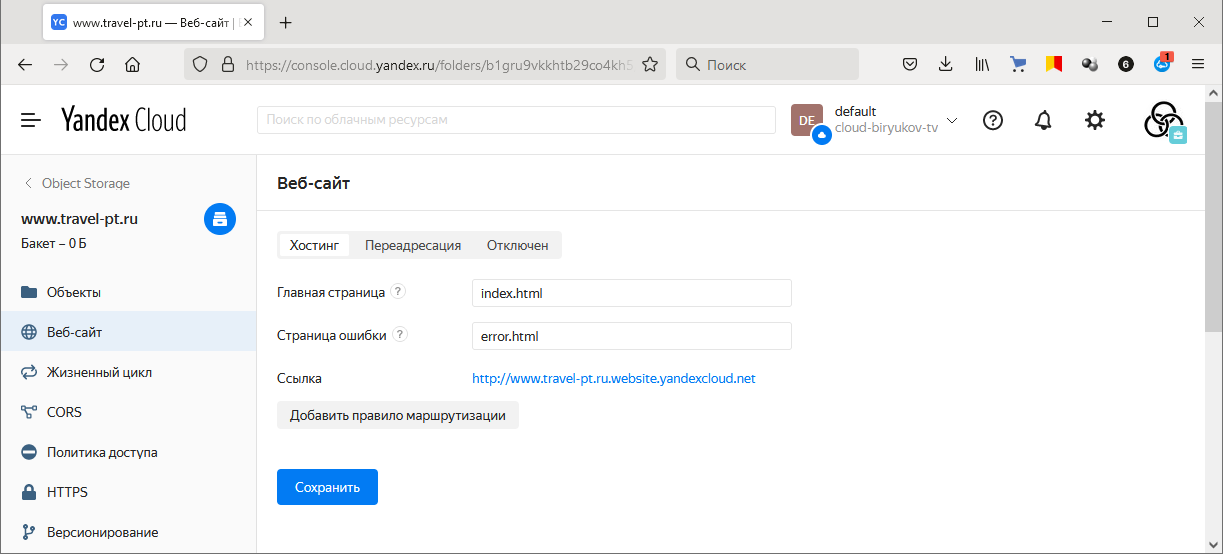 www.travel-pt.ru — Веб-сайт |
https://console.cloud.yandex.ru/folders/b1gru9vkkhtb29co4kh5
Поиск
6
1
Yandex Cloud
Поиск по облачным ресурсам
DE
default
cloud-biryukov-tv
Object Storage
www.travel-pt.ru
Бакет – 0 Б
Объекты
Веб-сайт
Жизненный цикл
CORS
Политика доступа
HTTPS
Версионирование
Веб-сайт
Хостинг Переадресация Отключен
Главная страница ? index.html
Страница ошибки ? error.html
Ссылка http://www.travel-pt.ru.website.yandexcloud.net
Добавить правило маршрутизации
Сохранить